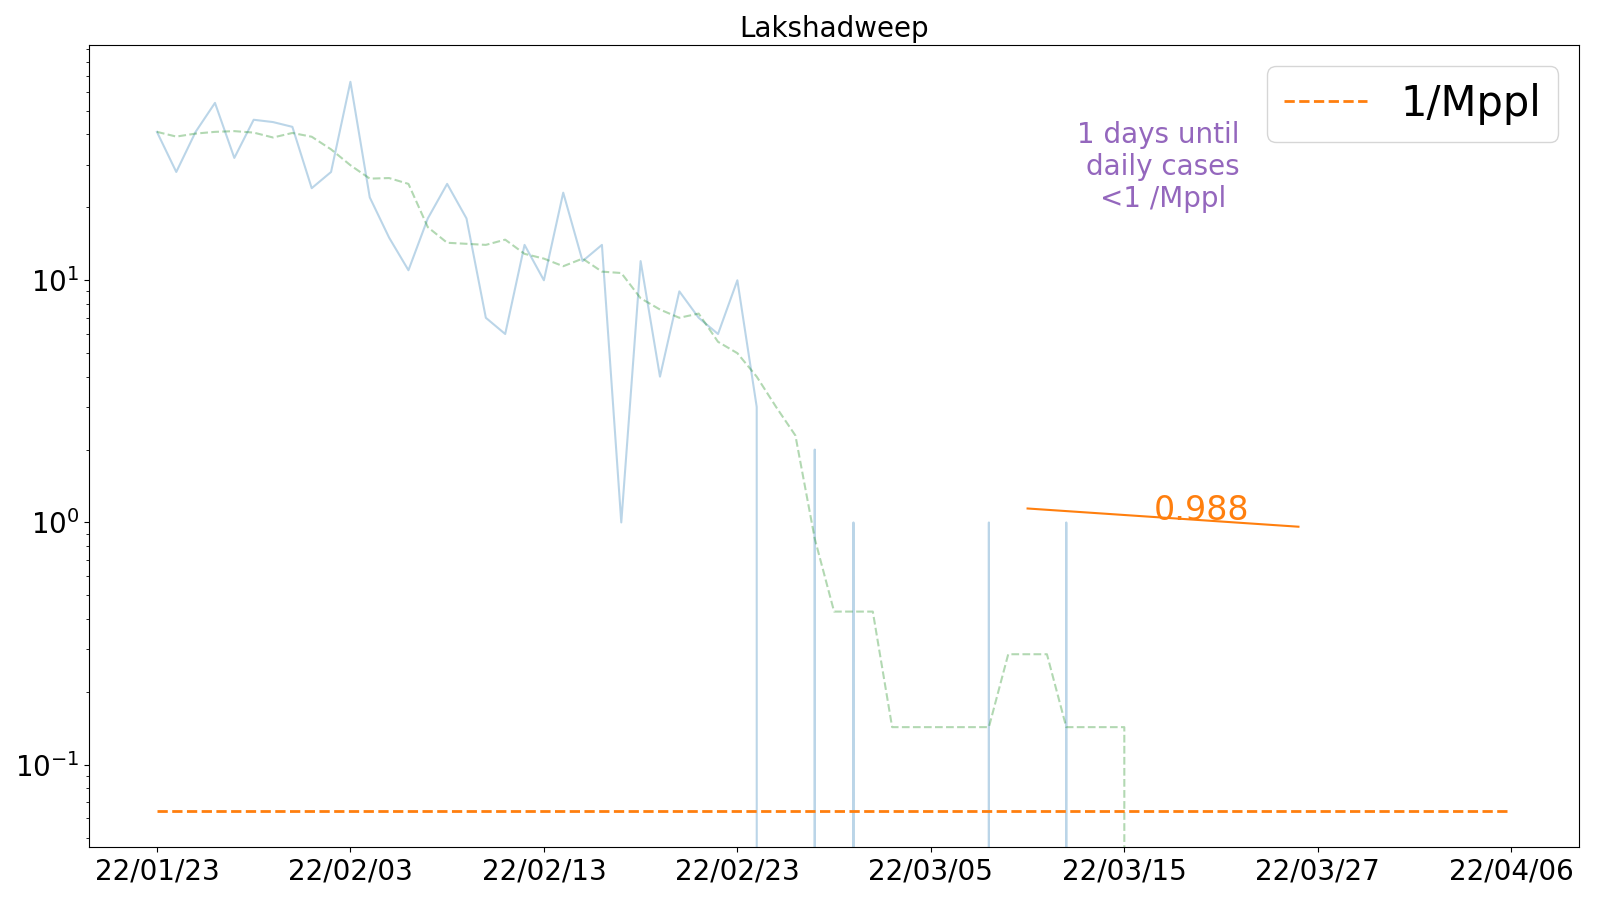 Lakshadweep
1/Mppl
1 days until
daily cases
<1 /Mppl
10¹
0.988
10⁰
10⁻¹
22/01/23 22/02/03 22/02/13 22/02/23 22/03/05 22/03/15 22/03/27 22/04/06